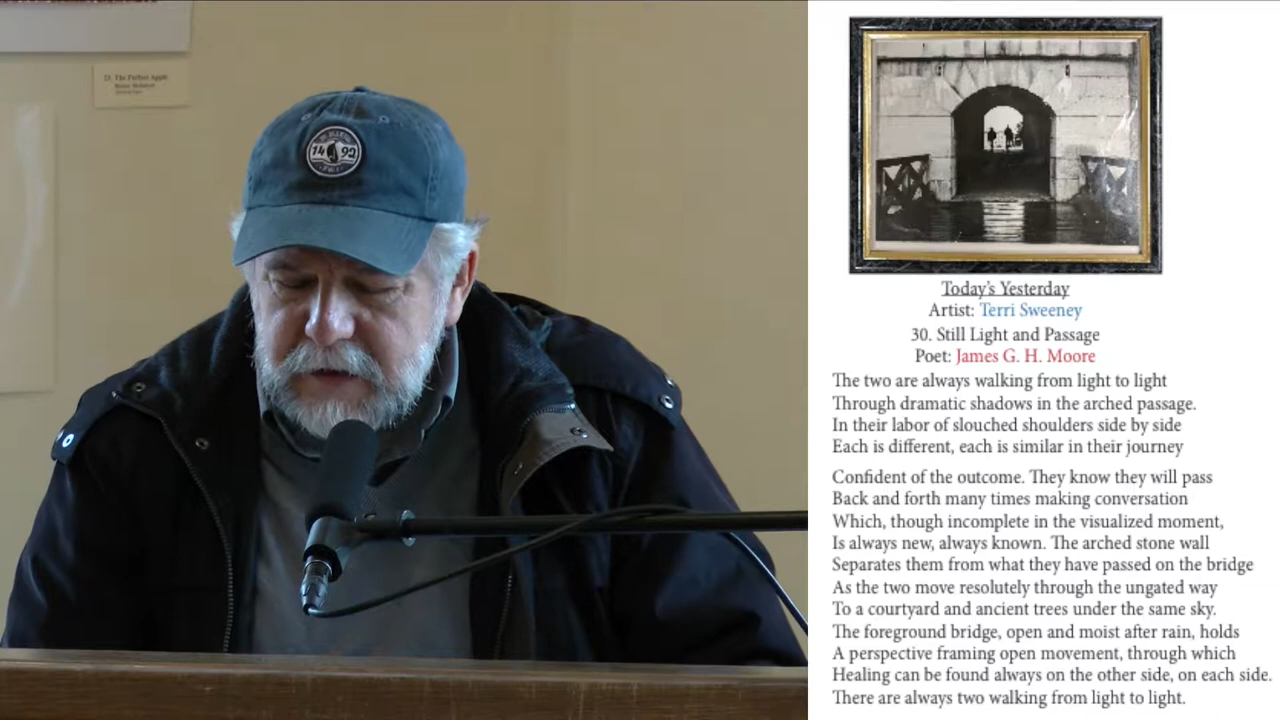 23. The Perfect Apple
1492
Today's Yesterday
Artist: Terri Sweeney
30. Still Light and Passage
Poet: James G. H. Moore
The two are always walking from light to light
Through dramatic shadows in the arched passage.
In their labor of slouched shoulders side by side
Each is different, each is similar in their journey
Confident of the outcome. They know they will pass
Back and forth many times making conversation
Which, though incomplete in the visualized moment,
Is always new, always known. The arched stone wall
Separates them from what they have passed on the bridge
As the two move resolutely through the ungated way
To a courtyard and ancient trees under the same sky.
The foreground bridge, open and moist after rain, holds
A perspective framing open movement, through which
Healing can be found always on the other side, on each side.
There are always two walking from light to light.